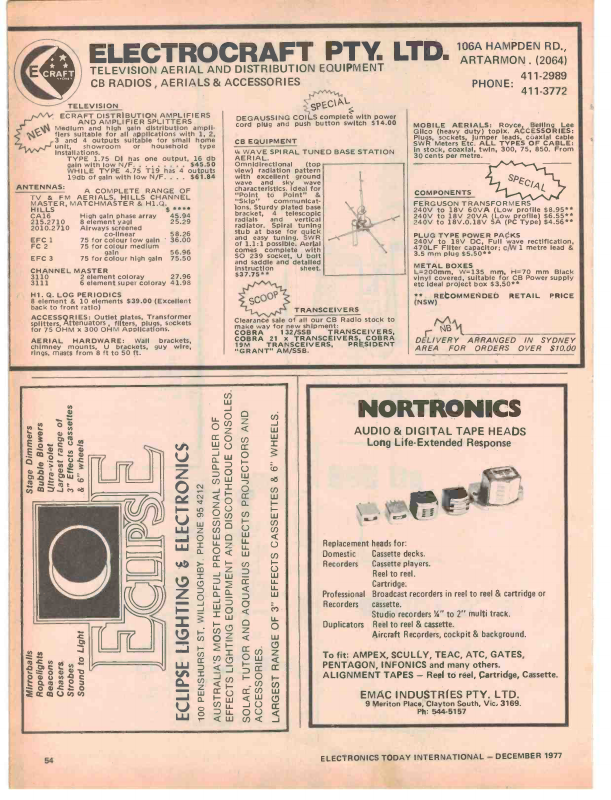 ECRAFT
ELECTROCRAFT PTY. LTD.
TELEVISION AERIAL AND DISTRIBUTION EQUIPMENT
CB RADIOS, AERIALS & ACCESSORIES
106A HAMPDEN RD.,
ARTARMON. (2064)
PHONE: 411-2989
411-3772
TELEVISION
NEW
ECRAFT DISTRIBUTION AMPLIFIERS
AND AMPLIFIER SPLITTERS
Medium and high gain distribution ampli-
fiers suitable for all applications with 1, 2,
3 and 4 outputs suitable for small home
unit, showroom or household type
installations.
TYPE 1.75 DI has one output, 16 db
gain with low N/F. . . . . $45.50
WHILE TYPE 4.75 T19 has 4 outputs
19db of gain with low N/F. . . . $61.84
ANTENNAS: A COMPLETE RANGE OF
TV & FM AERIALS, HILLS CHANNEL
MASTER, MATCHMASTER & H1.Q.
HILLS $ ****
CA16 High gain phase array 45.94
215.2710 8 element yagi 25.29
2010.2710 Airways screened
co-linear 58.26
EFC 1 75 for colour low gain 36.00
FC 2 75 for colour medium
gain 56.96
EFC 3 75 for colour high gain 75.50
CHANNEL MASTER
3110 2 element coloray 27.96
3111 6 element super coloray 41.98
H1. Q. LOG PERIODICS
8 element & 10 elements $39.00 (Excellent
back to front ratio)
ACCESSORIES: Outlet plates, Transformer
splitters, Attenuators, filters, plugs, sockets
for 75 OHM x 300 OHM applications.
AERIAL HARDWARE: Wall brackets,
chimney mounts, U brackets, guy wire,
rings, masts from 8 ft to 50 ft.
SPECIAL
DEGAUSSING COILS complete with power
cord plug and push button switch $14.00
CB EQUIPMENT
WAVE SPIRAL TUNED BASE STATION
AERIAL.
Omnidirectional (top
view) radiation pattern
with excellent ground
wave and sky wave
characteristics. Ideal for
"Point to Point" &
"Skip" communicat-
ions. Sturdy plated base
bracket, 4 telescopic
radials and vertical
radiator. Spiral tuning
stub at base for quick
and easy tuning. SWR
of 1.1:1 possible. Aerial
comes complete with
SO 239 socket, U bolt
and saddle and detailed
instruction sheet.
$37.75**
SCOOP
TRANSCEIVERS
Clearance sale of all our CB Radio stock to
make way for new shipment:
COBRA 132/SSB TRANSCEIVERS,
COBRA 21 x TRANSCEIVERS, COBRA
19M TRANSCEIVERS, PRESIDENT
"GRANT" AM/SSB.
MOBILE AERIALS: Royce, Belling Lee
Gilco (heavy duty) toplx. ACCESSORIES:
Plugs, sockets, jumper leads, coaxial cable
SWR Meters Etc. ALL TYPES OF CABLE:
in stock, coaxial, twin, 300, 75, 850. From
30 cents per metre.
SPECIAL
COMPONENTS
FERGUSON TRANSFORMERS
240V to 18V 60VA (Low profile $8.95**
240V to 18V 20VA (Low profile) $6.55**
240V to 18V.0.18V 5A (PC Type) $4.56**
PLUG TYPE POWER PACKS
240V to 18V DC, Full wave rectification,
470LF Filter capacitor; c/w 1 metre lead &
3.5 mm plus $5.50**
METAL BOXES
L=200mm, W=135 mm, H=70 mm Black
vinyl covered, suitable for CB Power supply
etc Ideal project box $3,50**
** RECOMMENDED RETAIL PRICE
(NSW)
NB
DELIVERY ARRANGED IN SYDNEY
AREA FOR ORDERS OVER $10.00
Stage Dimmers
Bubble Blowers
Ultra-violet
Largest range of
3" Effects cassettes
& 6" wheels
ECLIPSE
Mirrorballs
Ropelights
Beacons
Chasers
Strobes
Sound to Light
ECLIPSE LIGHTING & ELECTRONICS
100 PENSHURST ST, WILLOUGHBY. PHONE 95 4212
AUSTRALIA'S MOST HELPFUL PROFESSIONAL SUPPLIER OF
EFFECTS LIGHTING EQUIPMENT AND DISCOTHEQUE CONSOLES.
SOLAR, TUTOR AND AQUARIUS EFFECTS PROJECTORS AND
ACCESSORIES.
LARGEST RANGE OF 3" EFFECTS CASSETTES & 6" WHEELS.
NORTRONICS
AUDIO & DIGITAL TAPE HEADS
Long Life-Extended Response
Replacement heads for:
Domestic Cassette decks.
Recorders Cassette players.
Reel to reel.
Cartridge.
Professional Broadcast recorders in reel to reel & cartridge or
Recorders cassette.
Studio recorders ¼" to 2" multi track.
Duplicators Reel to reel & cassette.
Aircraft Recorders, cockpit & background.
To fit: AMPEX, SCULLY, TEAC, ATC, GATES,
PENTAGON, INFONICS and many others.
ALIGNMENT TAPES – Reel to reel, Cartridge, Cassette.
EMAC INDUSTRIES PTY. LTD.
9 Meriton Place, Clayton South, Vic. 3169.
Ph: 544-5157
54
ELECTRONICS TODAY INTERNATIONAL – DECEMBER 1977